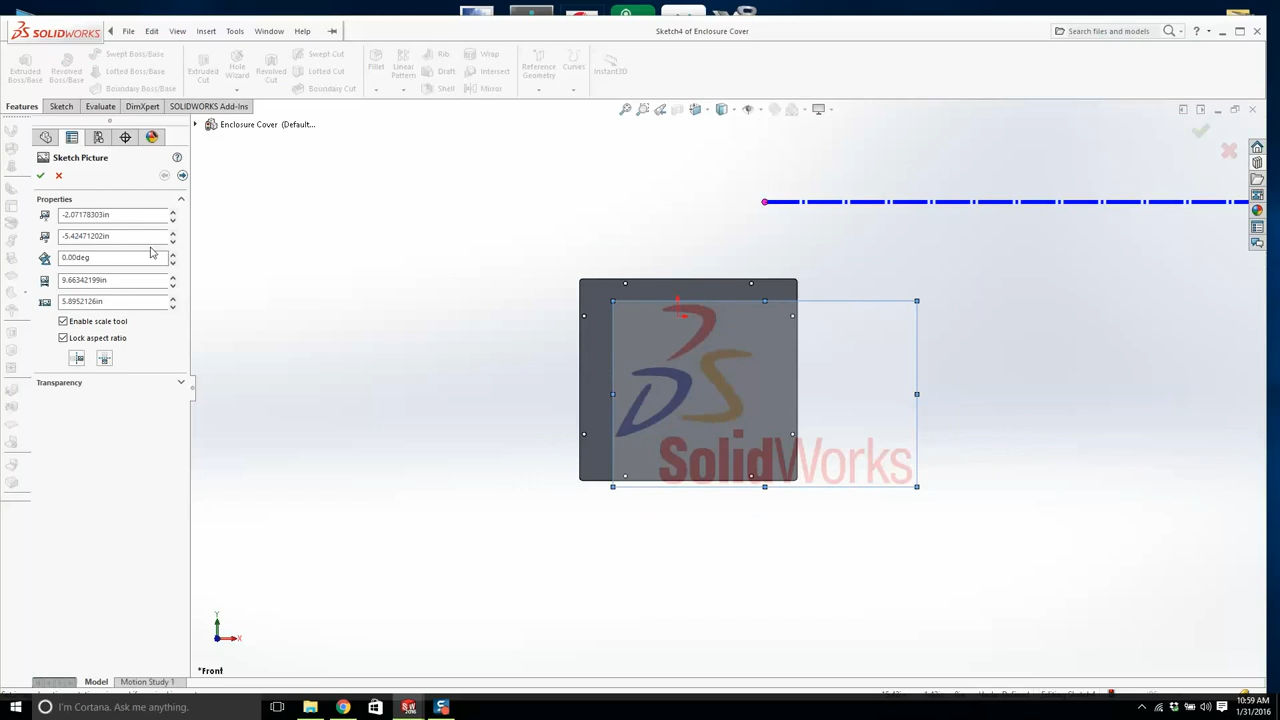 SOLIDWORKS File Edit View Insert Tools Window Help
Sketch4 of Enclosure Cover
Search files and models
Extruded Boss/Base
Revolved Boss/Base
Swept Boss/Base
Lofted Boss/Base
Boundary Boss/Base
Extruded Cut
Hole Wizard
Revolved Cut
Swept Cut
Lofted Cut
Boundary Cut
Fillet
Linear Pattern
Rib
Draft
Shell
Wrap
Intersect
Mirror
Reference Geometry
Curves
Instant3D
Features Sketch Evaluate DimXpert SOLIDWORKS Add-Ins
Enclosure Cover (Default...
Sketch Picture
Properties
-2.07178303in
-5.42471202in
0.00deg
9.66342199in
5.8952126in
Enable scale tool
Lock aspect ratio
Transparency
SolidWorks
Y
X
*Front
Model Motion Study 1
I'm Cortana. Ask me anything.
10:59 AM
1/31/2016